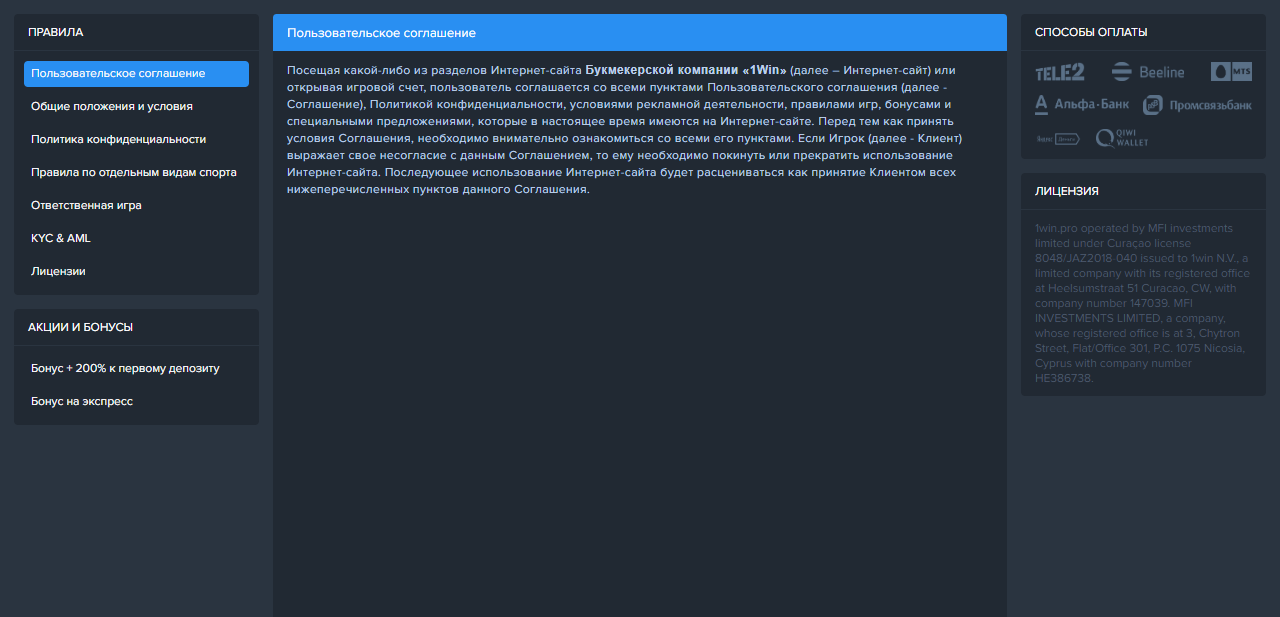 ПРАВИЛА
Пользовательское соглашение
Общие положения и условия
Политика конфиденциальности
Правила по отдельным видам спорта
Ответственная игра
KYC & AML
Лицензии
АКЦИИ И БОНУСЫ
Бонус + 200% к первому депозиту
Бонус на экспресс
Пользовательское соглашение
Посещая какой-либо из разделов Интернет-сайта Букмекерской компании «1Win» (далее – Интернет-сайт) или
открывая игровой счет, пользователь соглашается со всеми пунктами Пользовательского соглашения (далее -
Соглашение), Политикой конфиденциальности, условиями рекламной деятельности, правилами игр, бонусами и
специальными предложениями, которые в настоящее время имеются на Интернет-сайте. Перед тем как принять
условия Соглашения, необходимо внимательно ознакомиться со всеми его пунктами. Если Игрок (далее - Клиент)
выражает свое несогласие с данным Соглашением, то ему необходимо покинуть или прекратить использование
Интернет-сайта. Последующее использование Интернет-сайта будет расцениваться как принятие Клиентом всех
нижеперечисленных пунктов данного Соглашения.
СПОСОБЫ ОПЛАТЫ
TELE2 Beeline МТС
А Альфа·Банк Промсвязьбанк
QIWI
WALLET
ЛИЦЕНЗИЯ
1win.pro operated by MFI investments
limited under Curaçao license
8048/JAZ2018-040 issued to 1win N.V., a
limited company with its registered office
at Heelsumstraat 51 Curacao, CW, with
company number 147039. MFI
INVESTMENTS LIMITED, a company,
whose registered office is at 3, Chytron
Street, Flat/Office 301, P.C. 1075 Nicosia,
Cyprus with company number
HE386738.